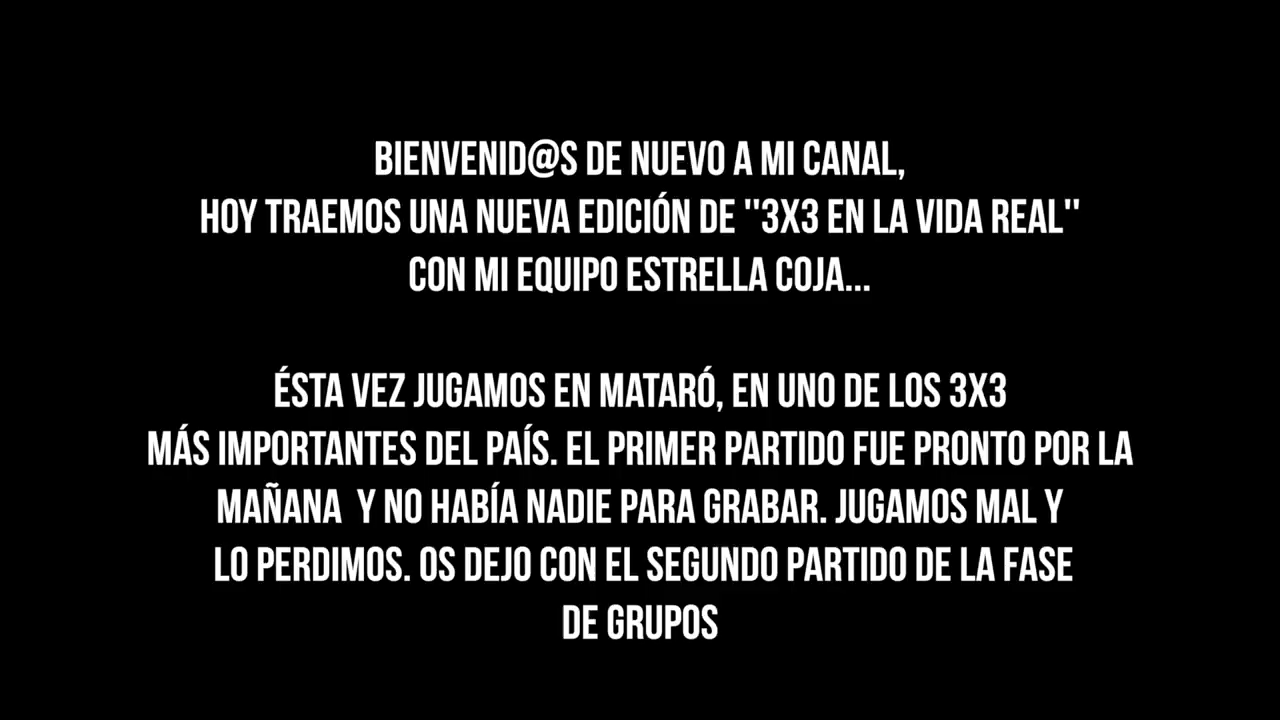 BIENVENID@S DE NUEVO A MI CANAL,
HOY TRAEMOS UNA NUEVA EDICIÓN DE "3X3 EN LA VIDA REAL"
CON MI EQUIPO ESTRELLA COJA...
ÉSTA VEZ JUGAMOS EN MATARÓ, EN UNO DE LOS 3X3
MÁS IMPORTANTES DEL PAÍS. EL PRIMER PARTIDO FUE PRONTO POR LA
MAÑANA  Y NO HABÍA NADIE PARA GRABAR. JUGAMOS MAL Y
LO PERDIMOS. OS DEJO CON EL SEGUNDO PARTIDO DE LA FASE
DE GRUPOS